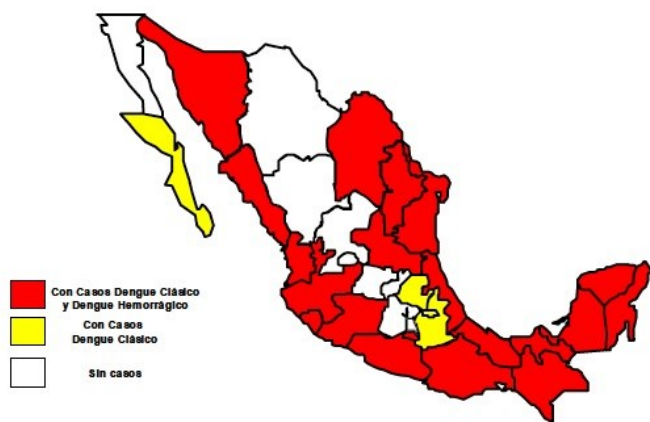 Con Casos Dengue Clásico
y Dengue Hemorrágico
Con Casos
Dengue Clásico
Sin casos